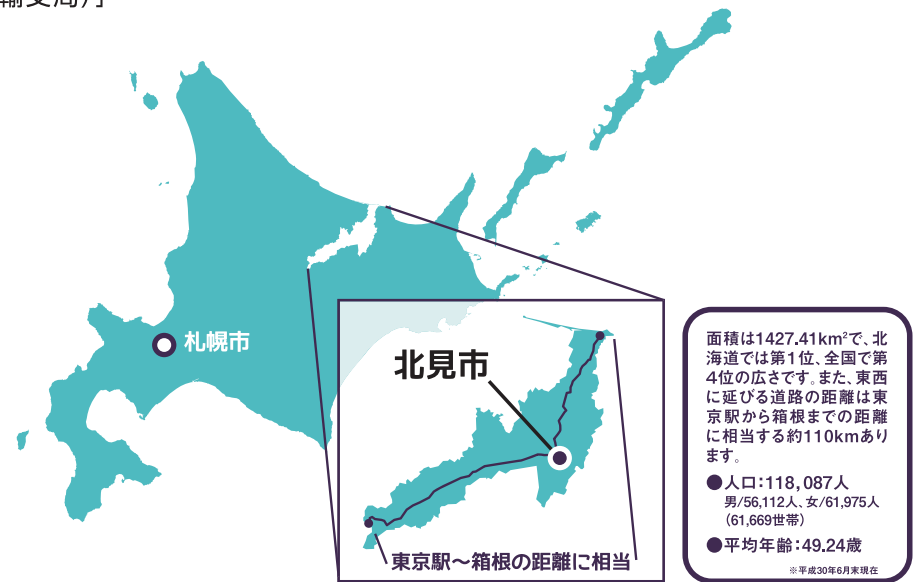 札幌市
北見市
東京駅〜箱根の距離に相当
面積は1427.41km²で、北
海道では第1位、全国で第
4位の広さです。また、東西
に延びる道路の距離は東
京駅から箱根までの距離
に相当する約110kmあり
ます。
●人口:118,087人
男/56,112人、女/61,975人
(61,669世帯)
●平均年齢:49.24歳
※平成30年6月末現在